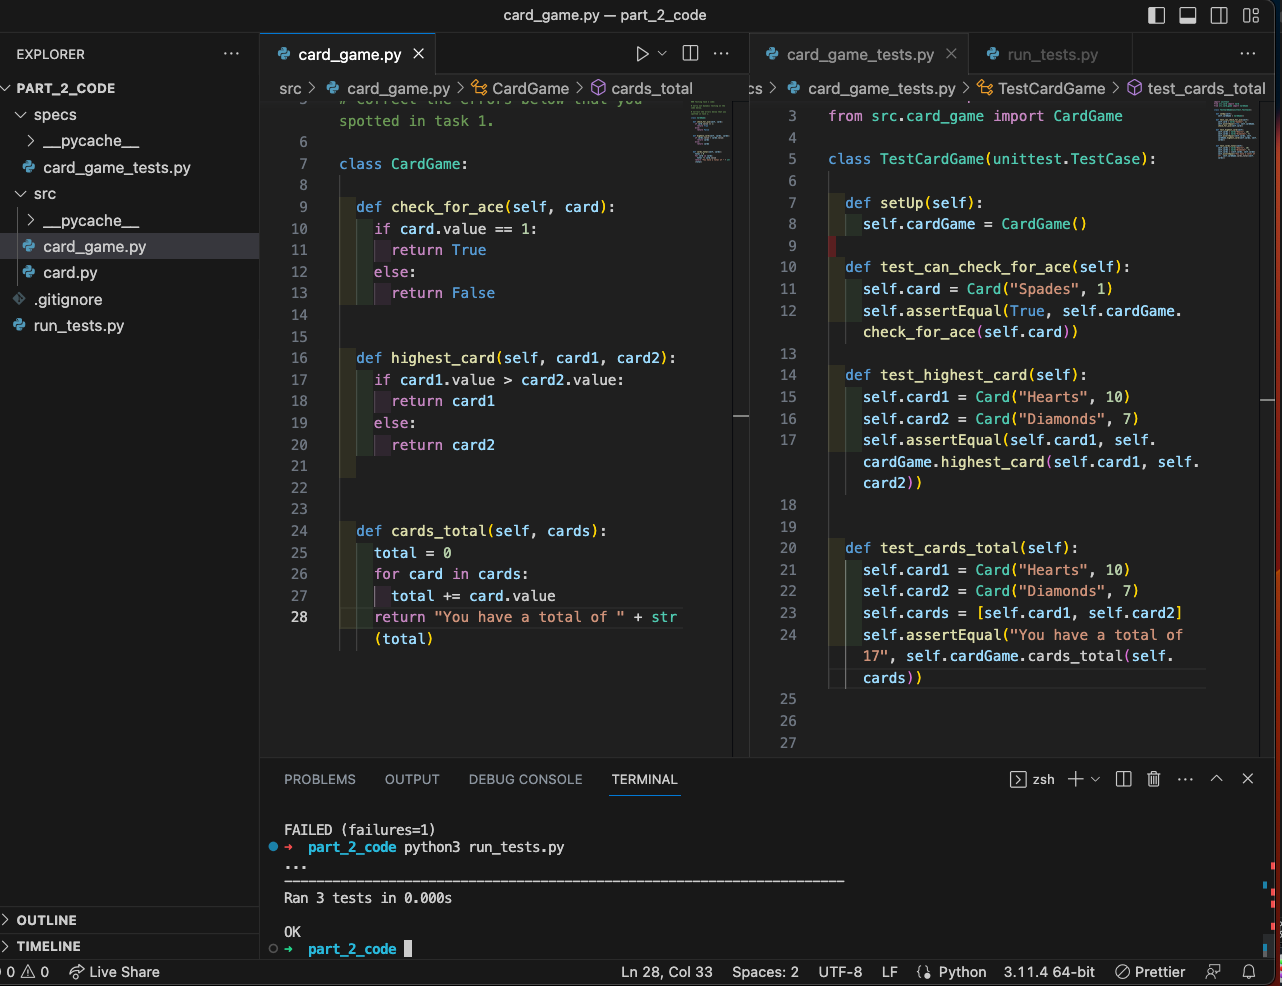 card_game.py — part_2_code
EXPLORER
PART_2_CODE
specs
__pycache__
card_game_tests.py
src
__pycache__
card_game.py
card.py
.gitignore
run_tests.py
OUTLINE
TIMELINE
card_game.py
src > card_game.py > CardGame > cards_total
5 # Correct the errors below that you
spotted in task 1.
6
7 class CardGame:
8
9 def check_for_ace(self, card):
10 if card.value == 1:
11 return True
12 else:
13 return False
14
15
16 def highest_card(self, card1, card2):
17 if card1.value > card2.value:
18 return card1
19 else:
20 return card2
21
22
23
24 def cards_total(self, cards):
25 total = 0
26 for card in cards:
27 total += card.value
28 return "You have a total of " + str
(total)
card_game_tests.py
run_tests.py
cs > card_game_tests.py > TestCardGame > test_cards_total
3 from src.card_game import CardGame
4
5 class TestCardGame(unittest.TestCase):
6
7 def setUp(self):
8 self.cardGame = CardGame()
9
10 def test_can_check_for_ace(self):
11 self.card = Card("Spades", 1)
12 self.assertEqual(True, self.cardGame.
check_for_ace(self.card))
13
14 def test_highest_card(self):
15 self.card1 = Card("Hearts", 10)
16 self.card2 = Card("Diamonds", 7)
17 self.assertEqual(self.card1, self.
cardGame.highest_card(self.card1, self.
card2))
18
19
20 def test_cards_total(self):
21 self.card1 = Card("Hearts", 10)
22 self.card2 = Card("Diamonds", 7)
23 self.cards = [self.card1, self.card2]
24 self.assertEqual("You have a total of
17", self.cardGame.cards_total(self.
cards))
25
26
27
PROBLEMS OUTPUT DEBUG CONSOLE TERMINAL
zsh
FAILED (failures=1)
→ part_2_code python3 run_tests.py
...
----------------------------------------------------------------------
Ran 3 tests in 0.000s
OK
→ part_2_code
0 0 Live Share
Ln 28, Col 33 Spaces: 2 UTF-8 LF Python 3.11.4 64-bit Prettier